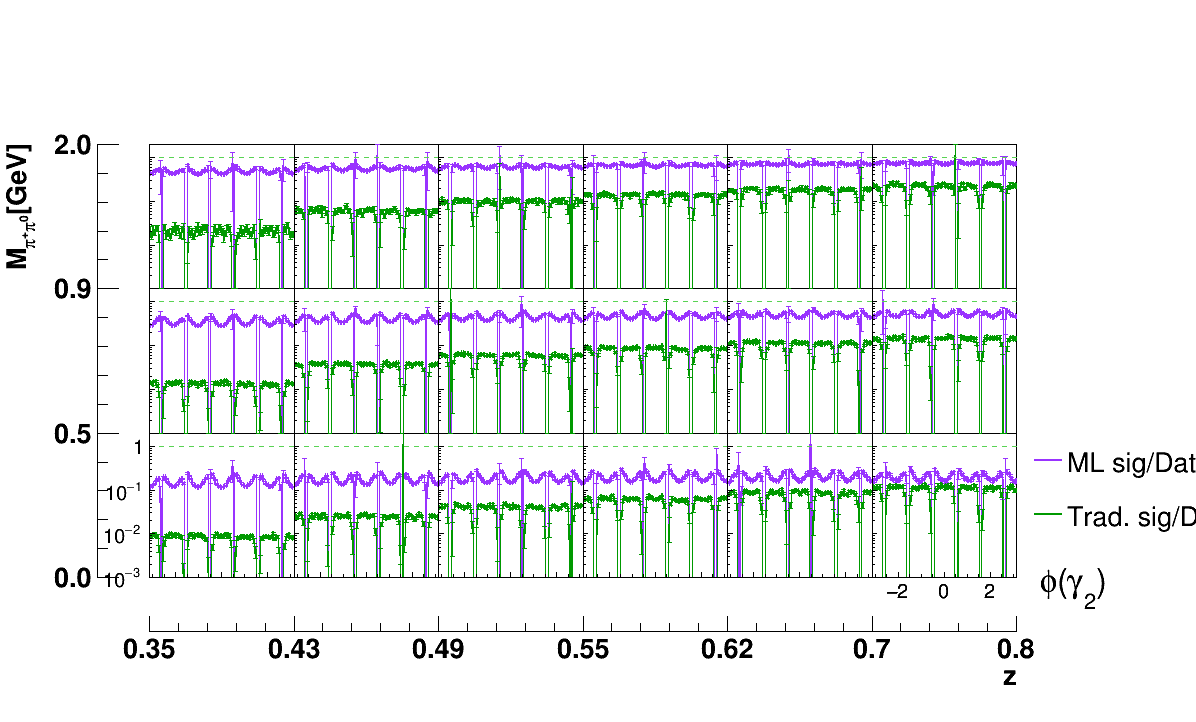 2.0
M_{π⁺π⁰}[GeV]
0.9
0.5
1
10⁻¹
ML sig/Dat
Trad. sig/D
10⁻²
0.0
10⁻³
−2 0 2
ϕ(γ₂)
0.35 0.43 0.49 0.55 0.62 0.7 0.8
z